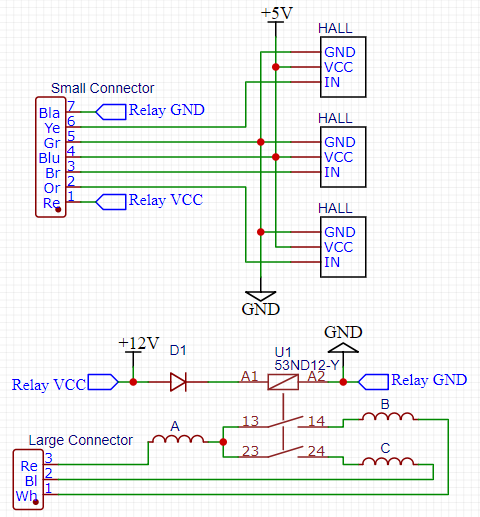 +5V
HALL
GND
VCC
IN
Small Connector
Bla 7
Relay GND
Ye 6
Gr 5
Blu 4
Br 3
Or 2
Re 1
Relay VCC
HALL
GND
VCC
IN
HALL
GND
VCC
IN
GND
+12V
D1
U1
53ND12-Y
GND
Relay VCC
A1
A2
Relay GND
A
13
14
B
23
24
C
Large Connector
Re 3
Bl 2
Wh 1